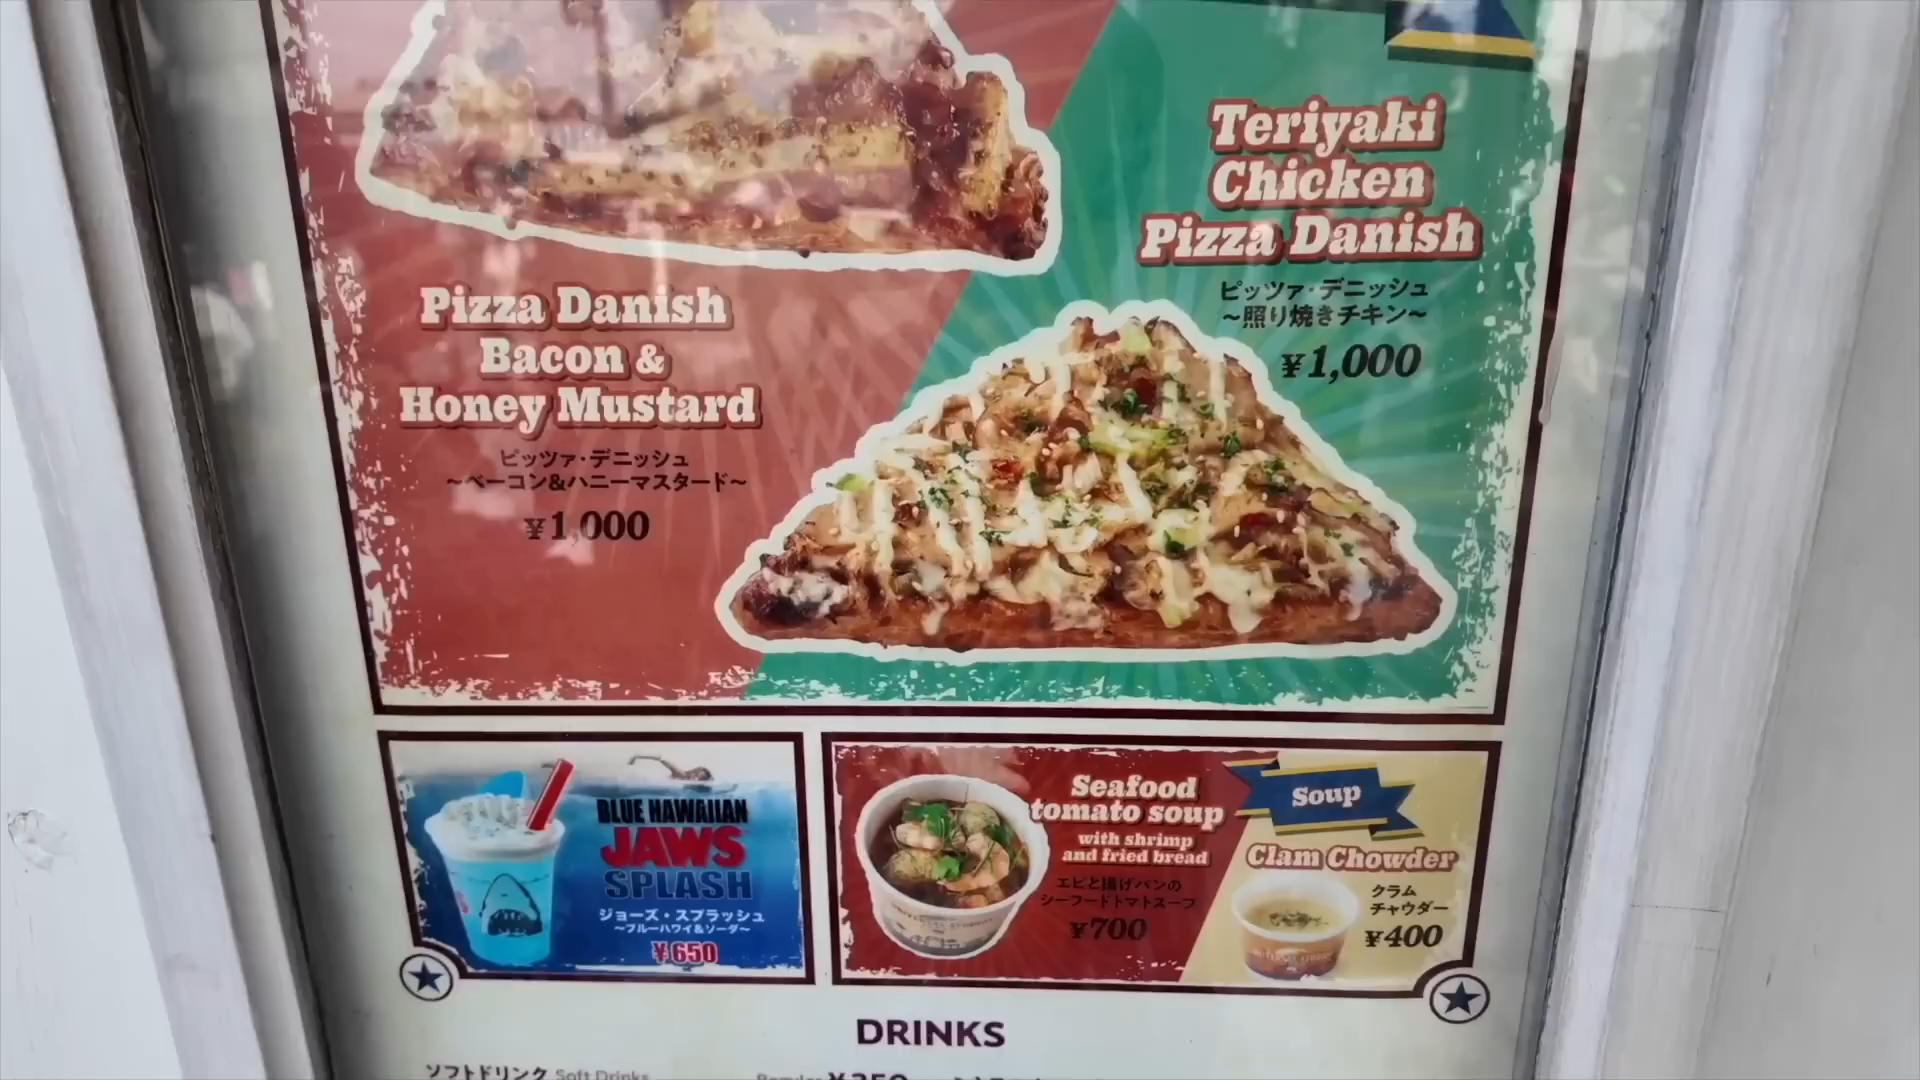 Teriyaki
Chicken
Pizza Danish
ピッツァ・デニッシュ
～照り焼きチキン～
¥1,000
Pizza Danish
Bacon &
Honey Mustard
ピッツァ・デニッシュ
～ベーコン&ハニーマスタード～
¥1,000
BLUE HAWAIIAN
JAWS
SPLASH
ジョーズ・スプラッシュ
～ブルーハワイ&ソーダ～
¥650
Seafood
tomato soup
with shrimp
and fried bread
エビと揚げパンの
シーフードトマトスープ
¥700
Soup
Clam Chowder
クラム
チャウダー
¥400
DRINKS
ソフトドリンク Soft Drinks